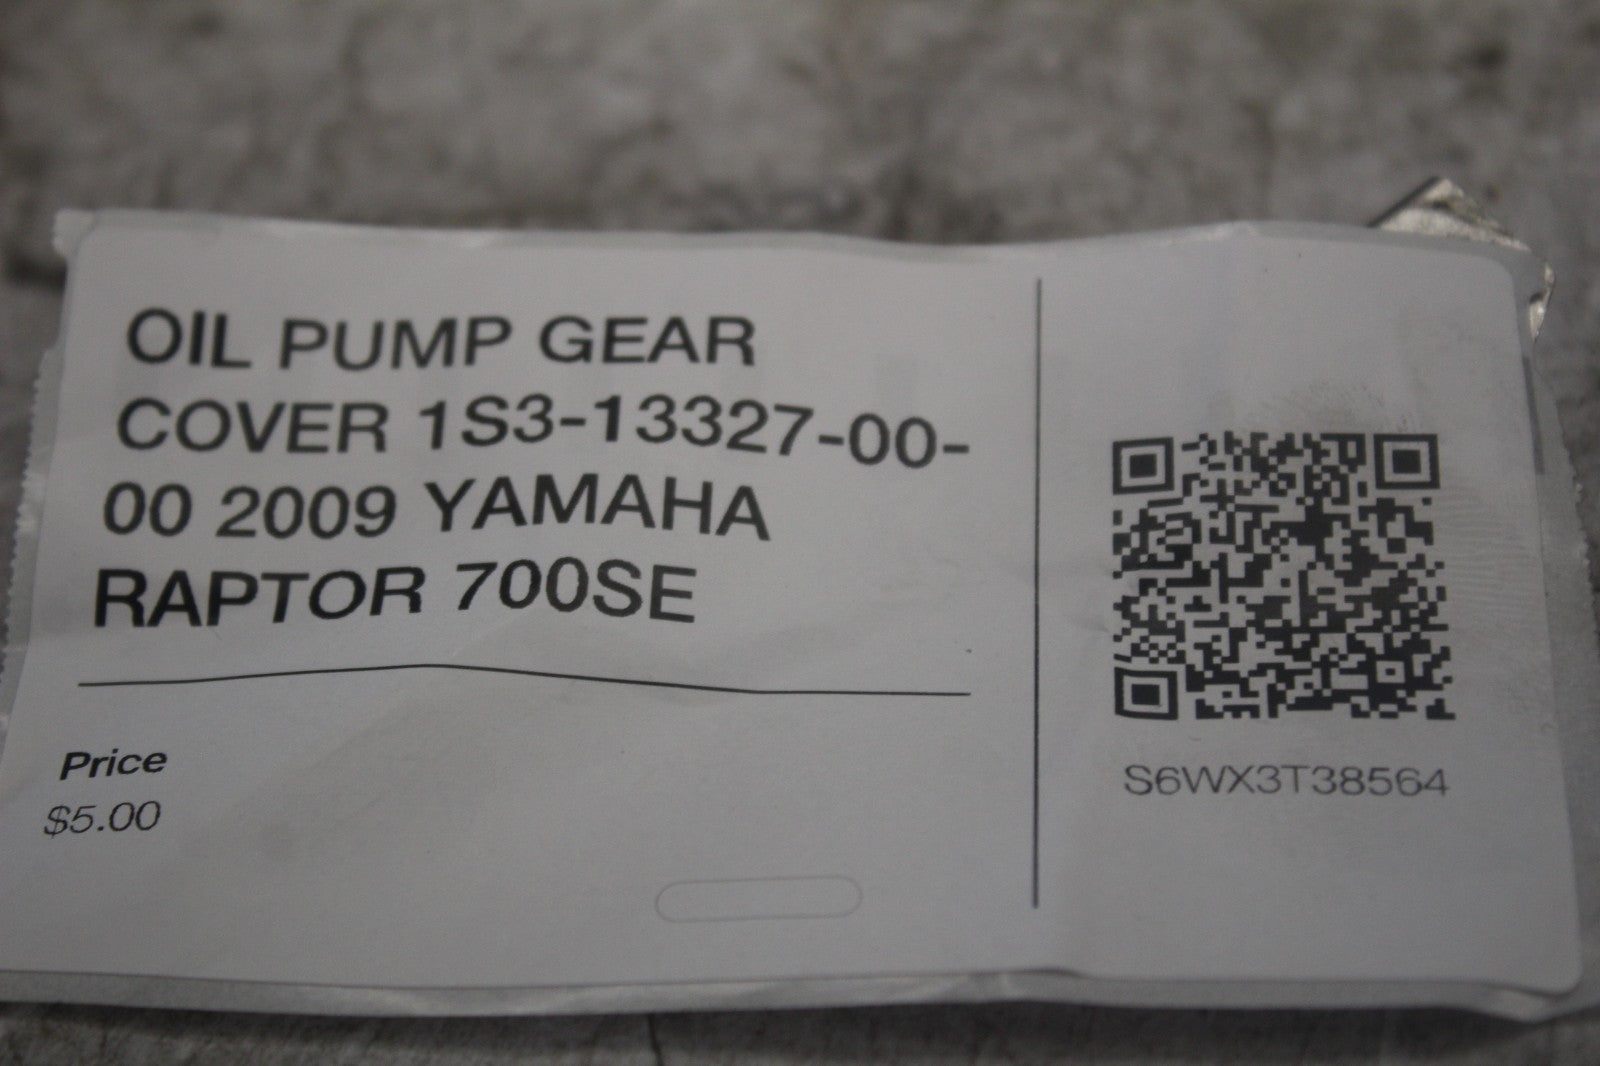 OIL PUMP GEAR
COVER 1S3-13327-00-
00 2009 YAMAHA
RAPTOR 700SE
Price
$5.00
S6WX3T38564